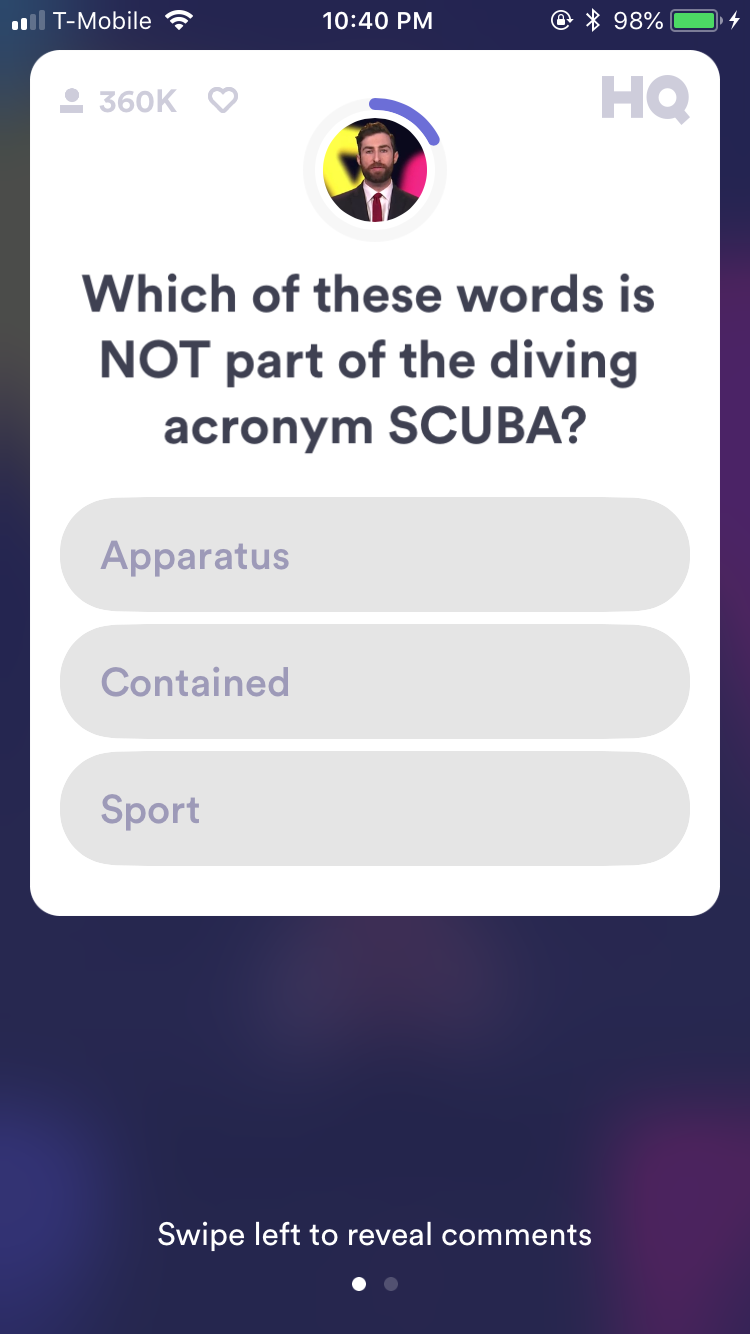 T-Mobile 10:40 PM 98%
360K HQ
Which of these words is
NOT part of the diving
acronym SCUBA?
Apparatus
Contained
Sport
Swipe left to reveal comments